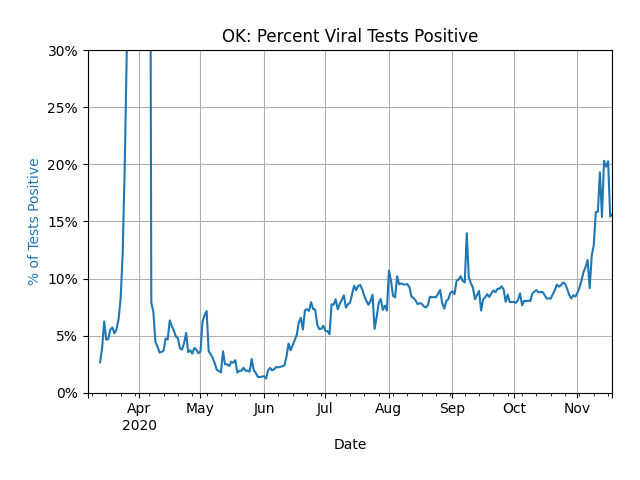 OK: Percent Viral Tests Positive
30%
25%
20%
15%
10%
5%
0%
% of Tests Positive
Apr May Jun Jul Aug Sep Oct Nov
2020
Date